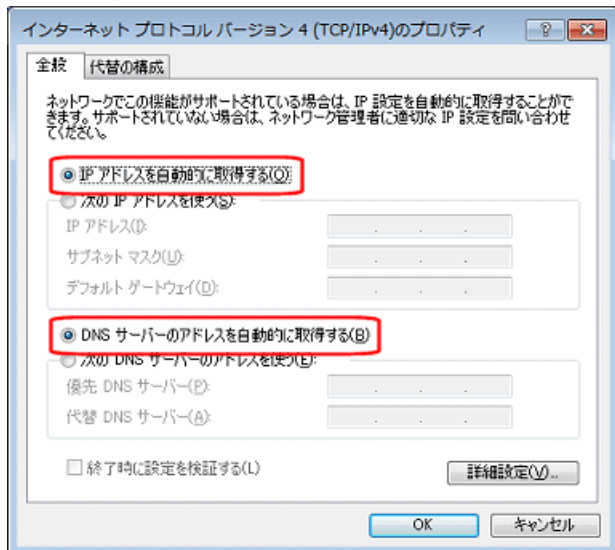 インターネット プロトコル バージョン 4 (TCP/IPv4)のプロパティ
全般
代替の構成
ネットワークでこの機能がサポートされている場合は、IP 設定を自動的に取得することがで
きます。サポートされていない場合は、ネットワーク管理者に適切な IP 設定を問い合わせ
てください。
IP アドレスを自動的に取得する(O)
次の IP アドレスを使う(S):
IP アドレス(I):
サブネット マスク(U):
デフォルト ゲートウェイ(D):
DNS サーバーのアドレスを自動的に取得する(B)
次の DNS サーバーのアドレスを使う(E):
優先 DNS サーバー(P):
代替 DNS サーバー(A):
終了時に設定を検証する(L)
詳細設定(V)...
OK
キャンセル